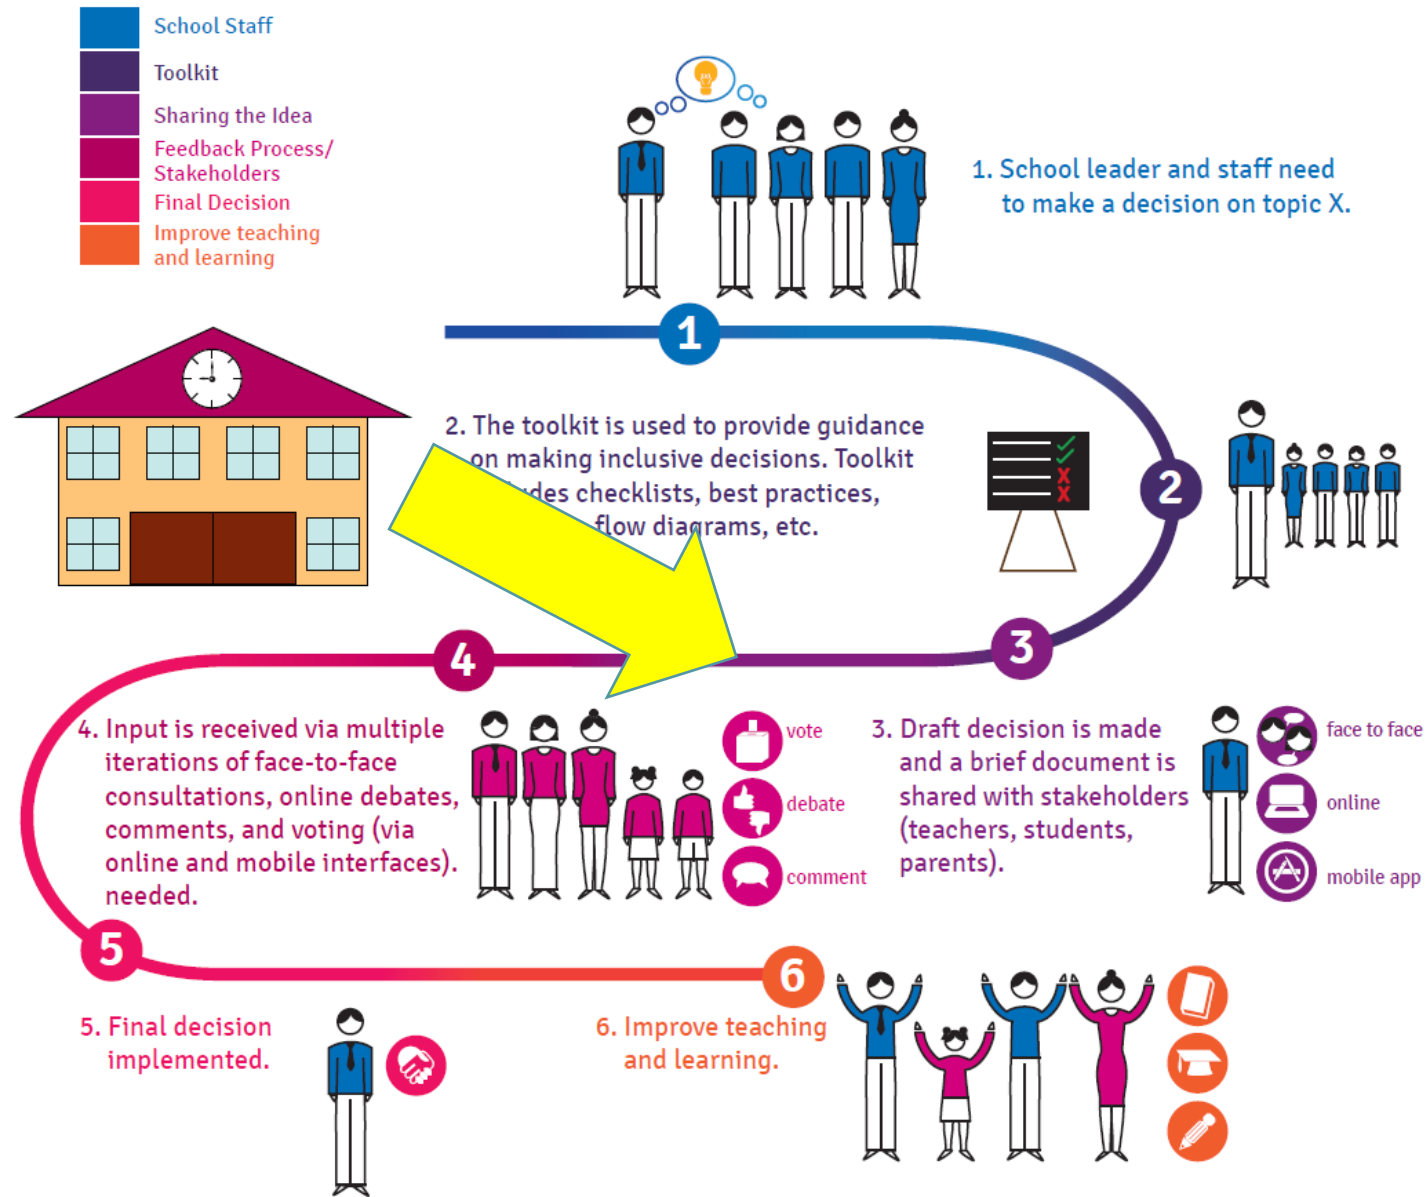 School Staff
Toolkit
Sharing the Idea
Feedback Process/
Stakeholders
Final Decision
Improve teaching
and learning
1. School leader and staff need
to make a decision on topic X.
1
2. The toolkit is used to provide guidance
on making inclusive decisions. Toolkit
checklists, best practices,
flow diagrams, etc.
2
3
4
3. Draft decision is made
and a brief document is
shared with stakeholders
(teachers, students,
parents).
face to face
online
mobile app
4. Input is received via multiple
iterations of face-to-face
consultations, online debates,
comments, and voting (via
online and mobile interfaces).
needed.
vote
debate
comment
5
6
5. Final decision
implemented.
6. Improve teaching
and learning.